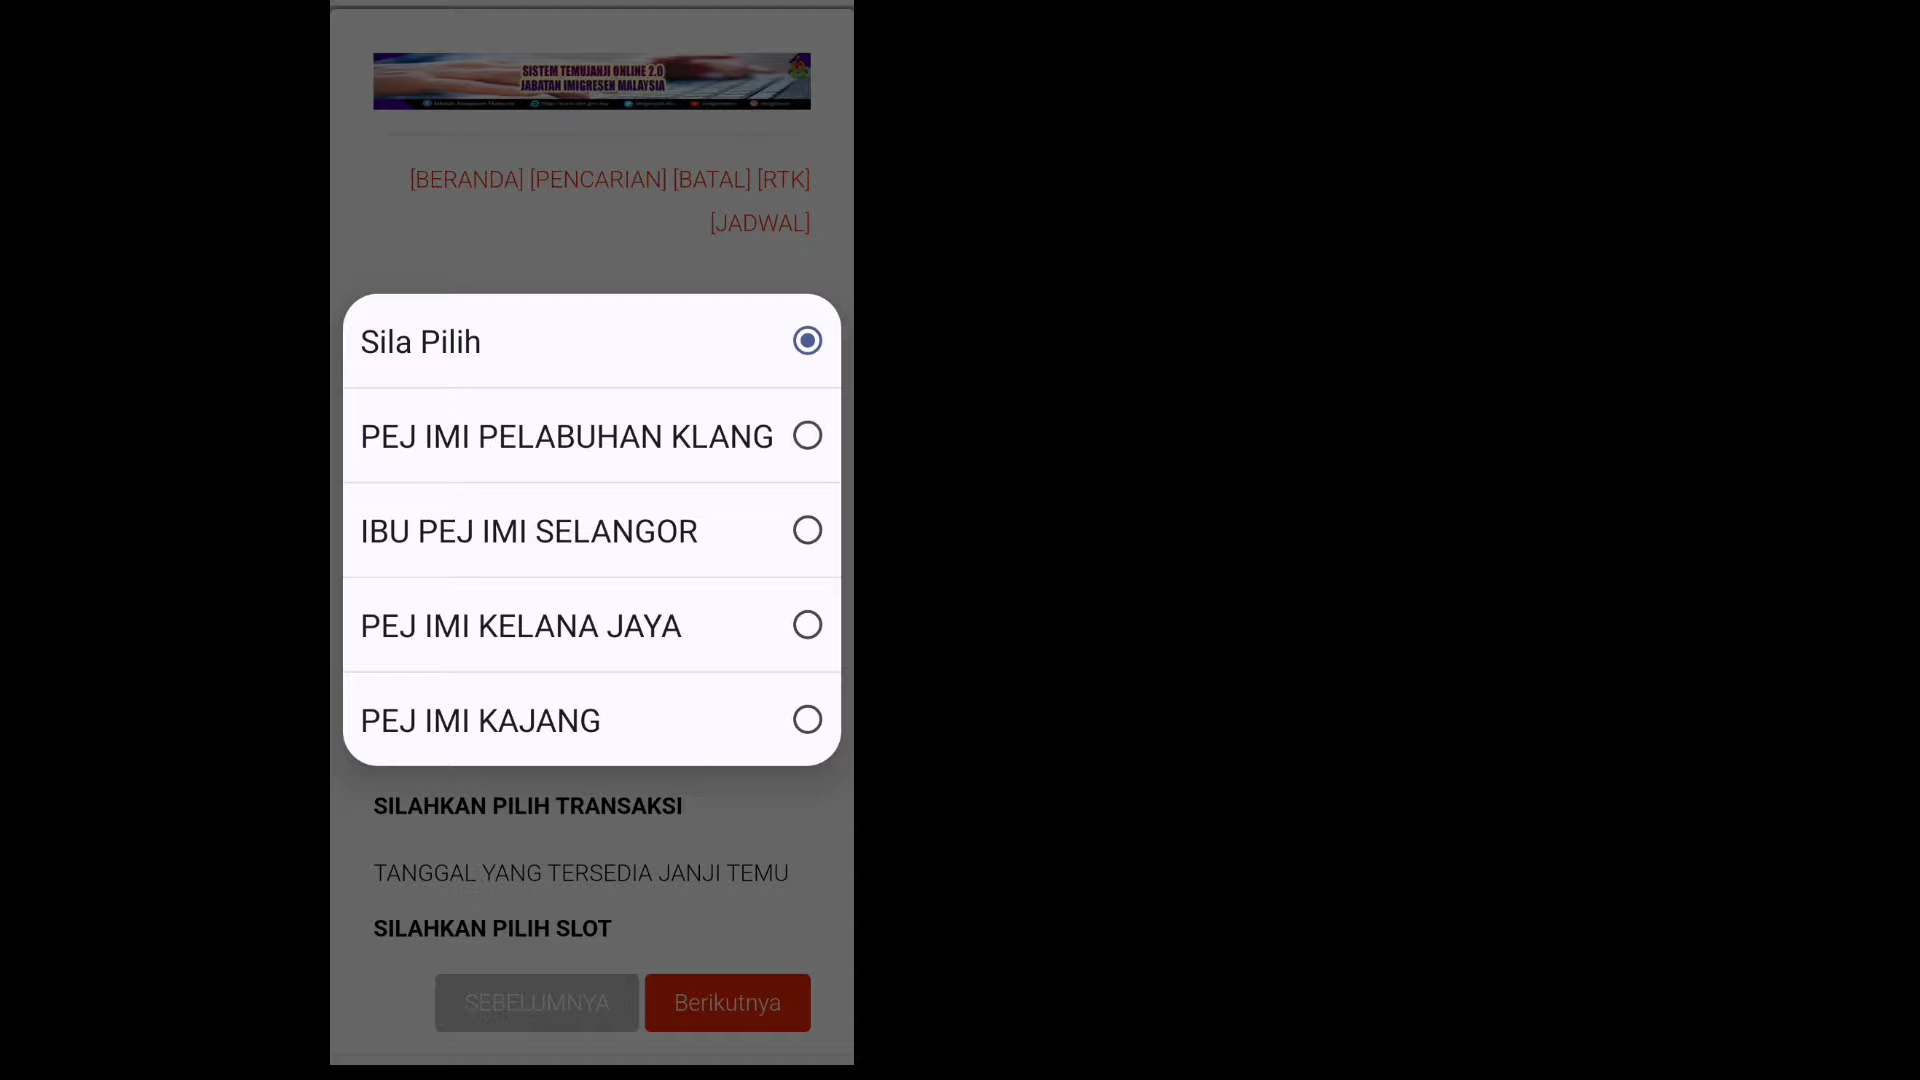 SISTEM TEMUJANJI ONLINE 2.0
JABATAN IMIGRESEN MALAYSIA
[BERANDA] [PENCARIAN] [BATAL] [RTK]
[JADWAL]
Sila Pilih
PEJ IMI PELABUHAN KLANG
IBU PEJ IMI SELANGOR
PEJ IMI KELANA JAYA
PEJ IMI KAJANG
SILAHKAN PILIH TRANSAKSI
TANGGAL YANG TERSEDIA JANJI TEMU
SILAHKAN PILIH SLOT
SEBELUMNYA Berikutnya